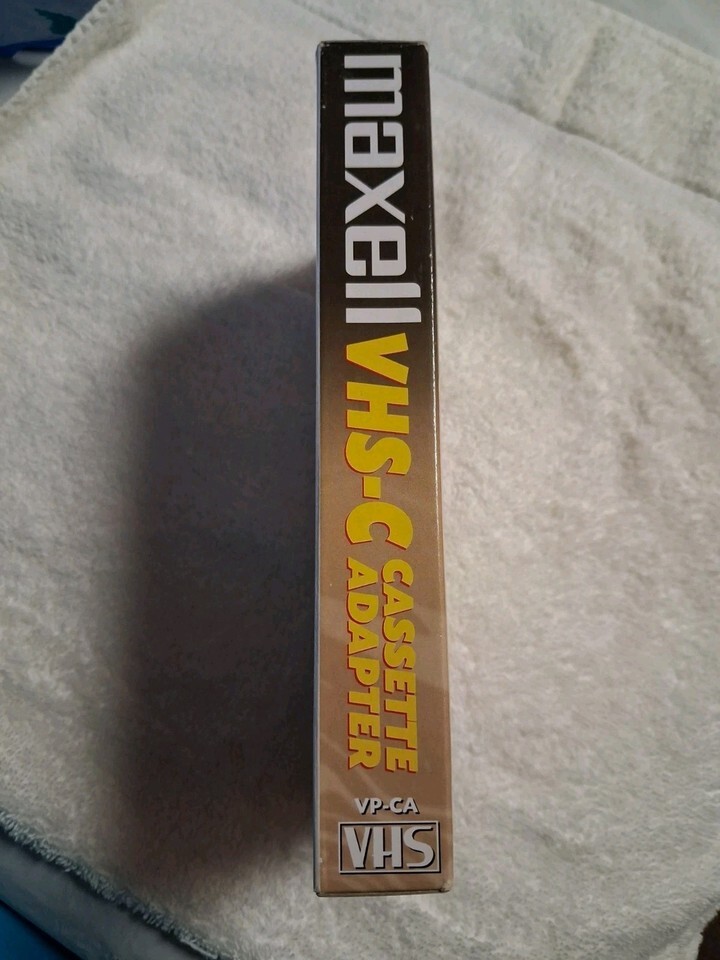 maxell
VHS-C
CASSETTE
ADAPTER
VP-CA
VHS